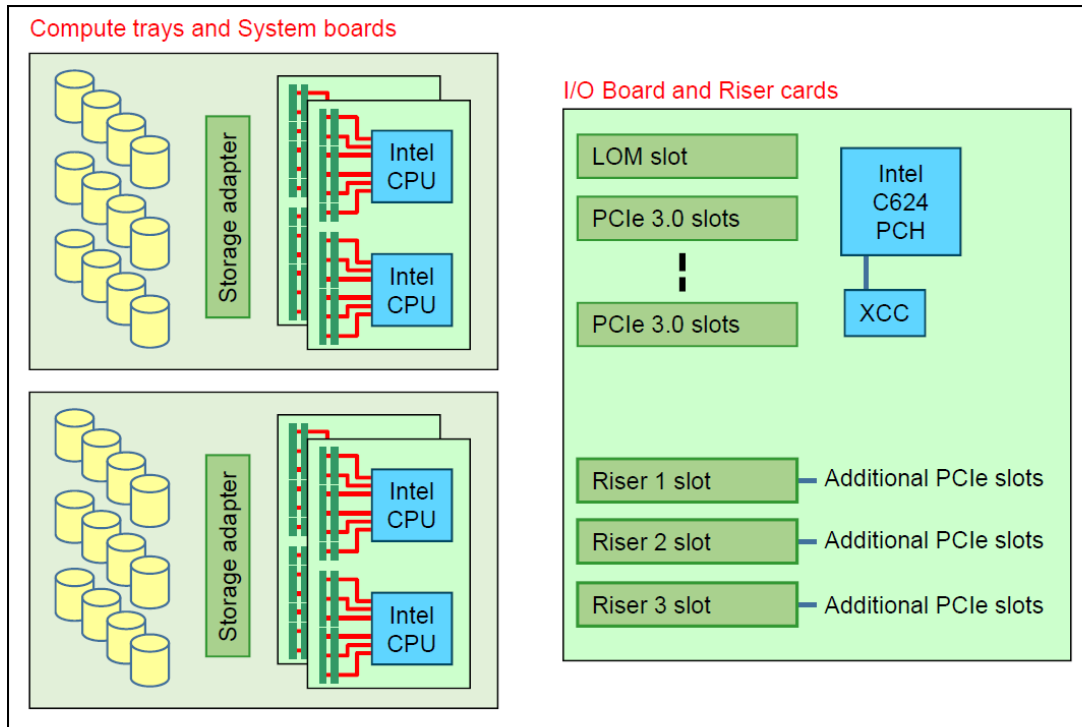 Compute trays and System boards
Storage adapter
Intel
CPU
Intel
CPU
Storage adapter
Intel
CPU
Intel
CPU
I/O Board and Riser cards
LOM slot
PCIe 3.0 slots
PCIe 3.0 slots
Intel
C624
PCH
XCC
Riser 1 slot
Additional PCIe slots
Riser 2 slot
Additional PCIe slots
Riser 3 slot
Additional PCIe slots